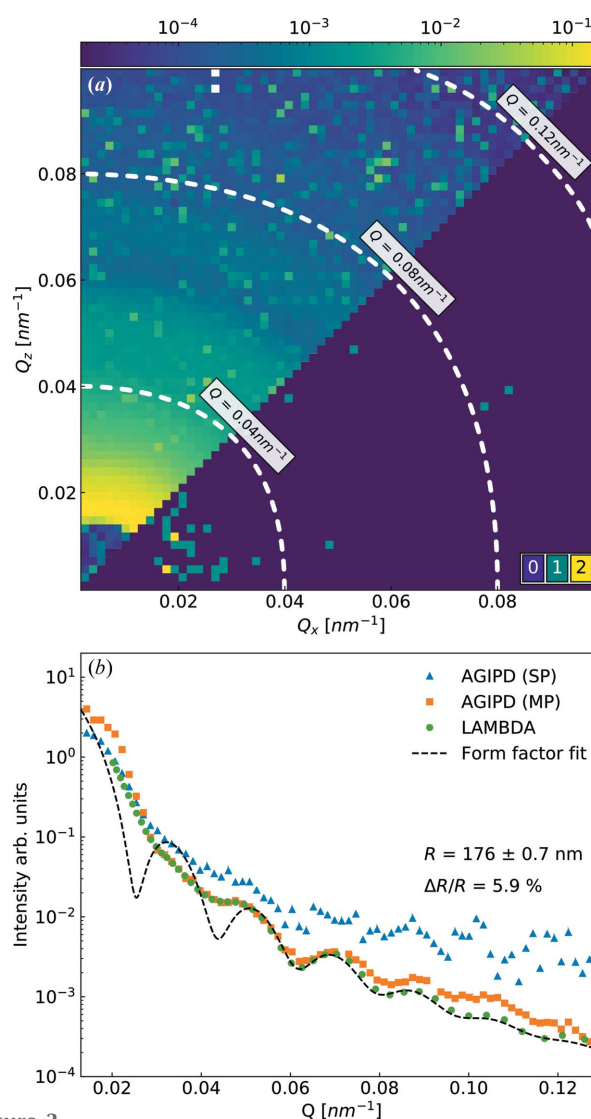 10⁻⁴ 10⁻³ 10⁻² 10⁻¹
(a)
Q = 0.12nm⁻¹
Q = 0.08nm⁻¹
Q = 0.04nm⁻¹
0.08
0.06
0.04
0.02
Q_z [nm⁻¹]
0 1 2
0.02 0.04 0.06 0.08
Q_x [nm⁻¹]
(b)
AGIPD (SP)
AGIPD (MP)
LAMBDA
Form factor fit
R = 176 ± 0.7 nm
ΔR/R = 5.9 %
10¹
10⁰
10⁻¹
10⁻²
10⁻³
10⁻⁴
Intensity arb. units
0.02 0.04 0.06 0.08 0.10 0.12
Q [nm⁻¹]